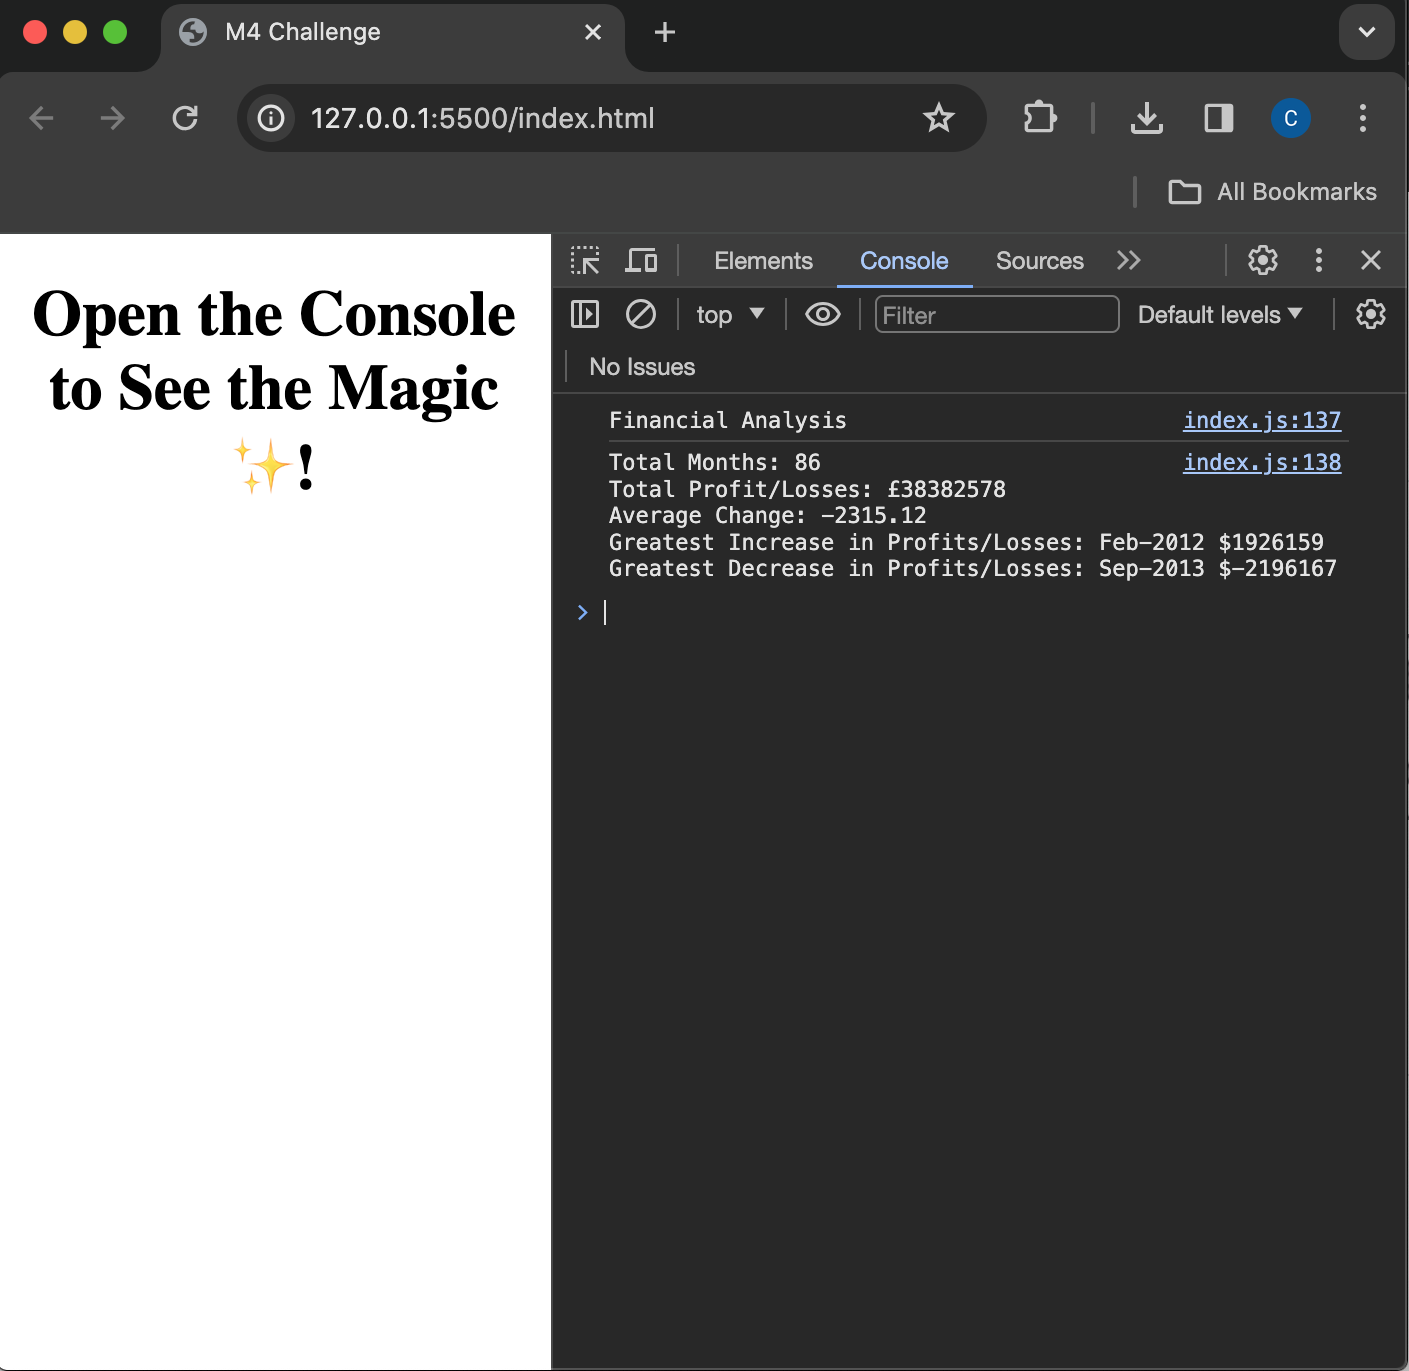 M4 Challenge
127.0.0.1:5500/index.html
C
All Bookmarks
Open the Console
to See the Magic
✨!
Elements Console Sources
top Filter Default levels
No Issues
Financial Analysis index.js:137
Total Months: 86 index.js:138
Total Profit/Losses: £38382578
Average Change: -2315.12
Greatest Increase in Profits/Losses: Feb-2012 $1926159
Greatest Decrease in Profits/Losses: Sep-2013 $-2196167